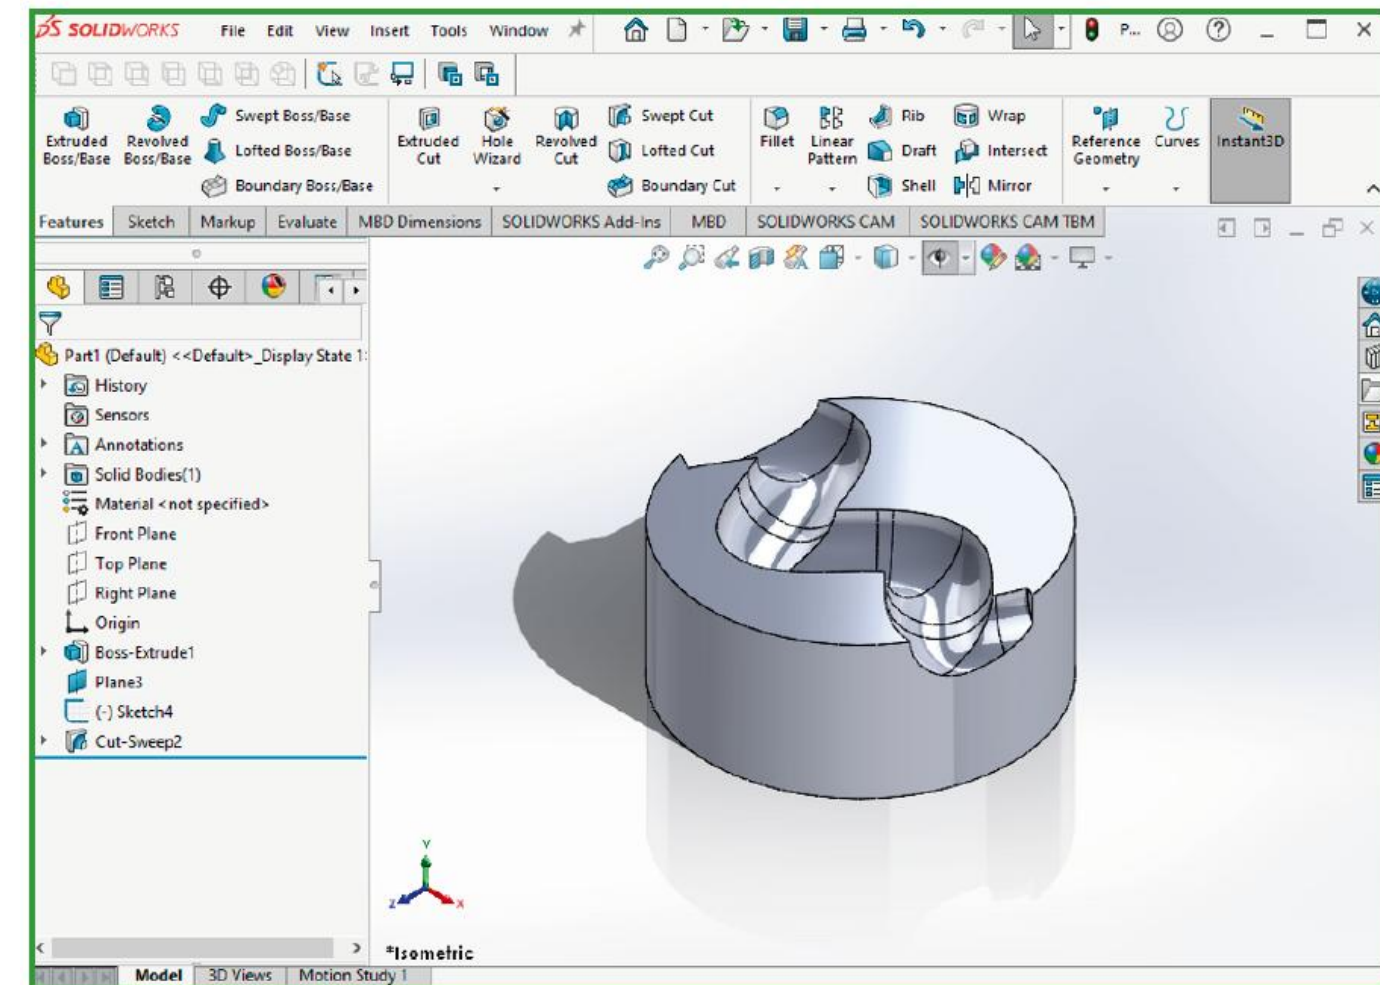 SOLIDWORKS File Edit View Insert Tools Window P... ?
Extruded Boss/Base
Revolved Boss/Base
Swept Boss/Base
Lofted Boss/Base
Boundary Boss/Base
Extruded Cut
Hole Wizard
Revolved Cut
Swept Cut
Lofted Cut
Boundary Cut
Fillet
Linear Pattern
Rib
Draft
Shell
Wrap
Intersect
Mirror
Reference Geometry
Curves
Instant3D
Features Sketch Markup Evaluate MBD Dimensions SOLIDWORKS Add-Ins MBD SOLIDWORKS CAM SOLIDWORKS CAM TBM
Part1 (Default) <<Default>_Display State 1
History
Sensors
A Annotations
Solid Bodies(1)
Material <not specified>
Front Plane
Top Plane
Right Plane
Origin
Boss-Extrude1
Plane3
(-) Sketch4
Cut-Sweep2
Y
Z X
*Isometric
Model 3D Views Motion Study 1